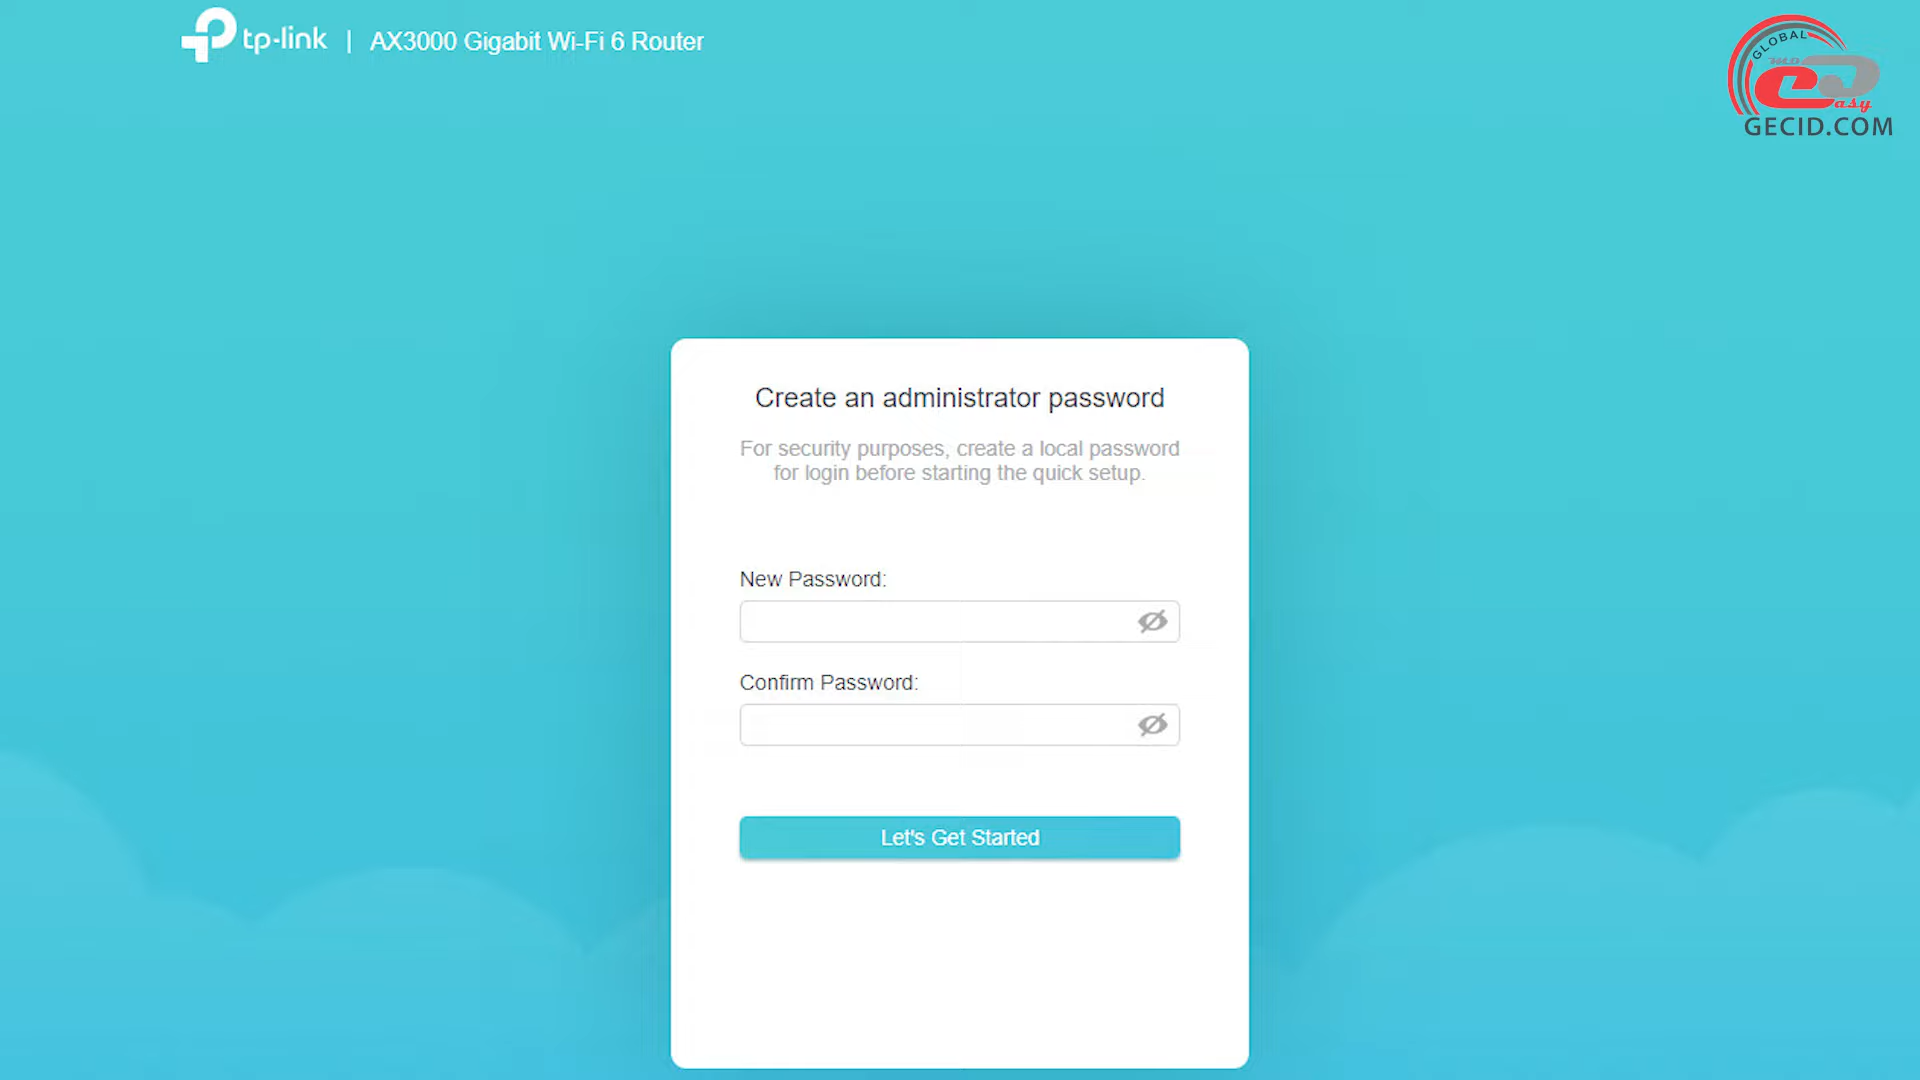 tp-link | AX3000 Gigabit Wi-Fi 6 Router
GLOBAL
asy
GECID.COM
Create an administrator password
For security purposes, create a local password
for login before starting the quick setup.
New Password:
Confirm Password:
Let's Get Started